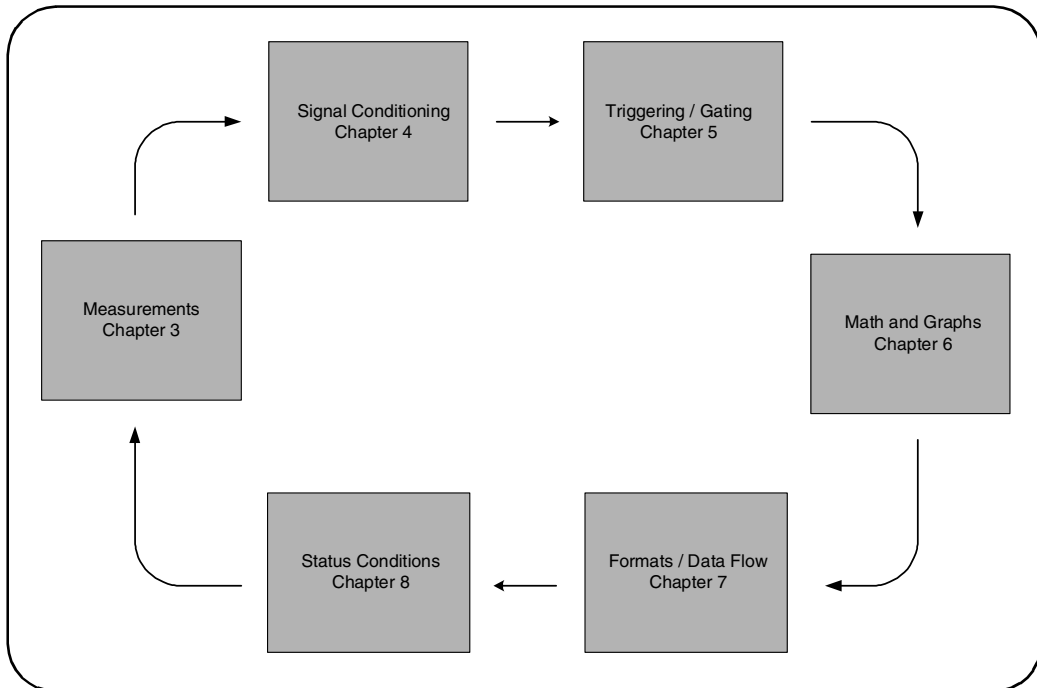 Signal Conditioning
Chapter 4
Triggering / Gating
Chapter 5
Measurements
Chapter 3
Math and Graphs
Chapter 6
Status Conditions
Chapter 8
Formats / Data Flow
Chapter 7